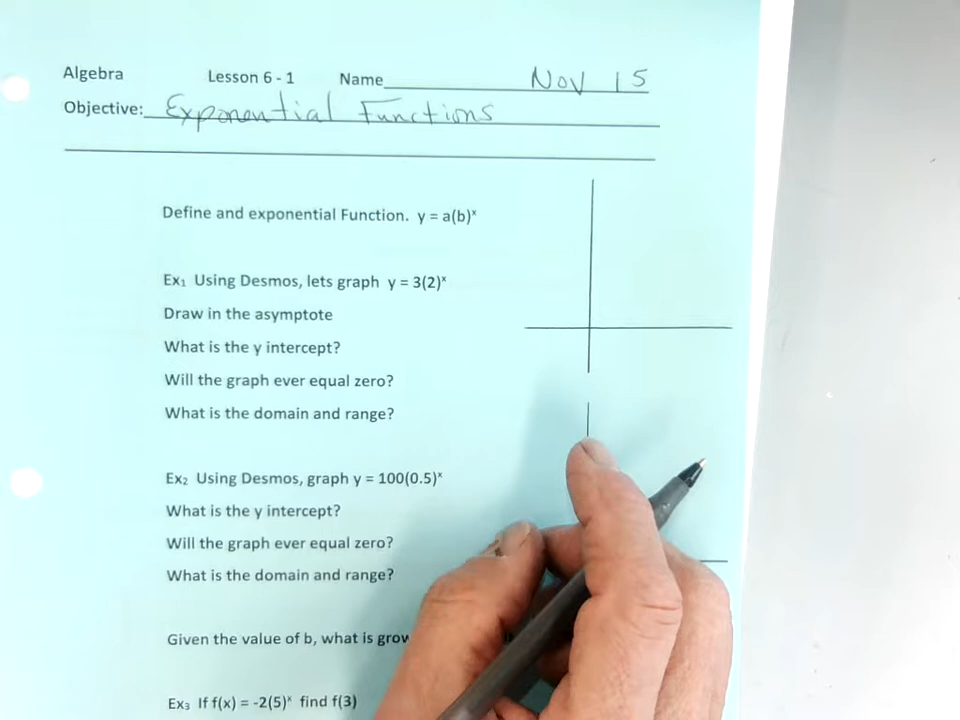 Algebra Lesson 6 - 1 Name Nov 15
Objective: Exponential Functions
Define and exponential Function. y = a(b)ˣ
Ex₁ Using Desmos, lets graph y = 3(2)ˣ
Draw in the asymptote
What is the y intercept?
Will the graph ever equal zero?
What is the domain and range?
Ex₂ Using Desmos, graph y = 100(0.5)ˣ
What is the y intercept?
Will the graph ever equal zero?
What is the domain and range?
Given the value of b, what is
Ex₃ If f(x) = -2(5)ˣ find f(3)